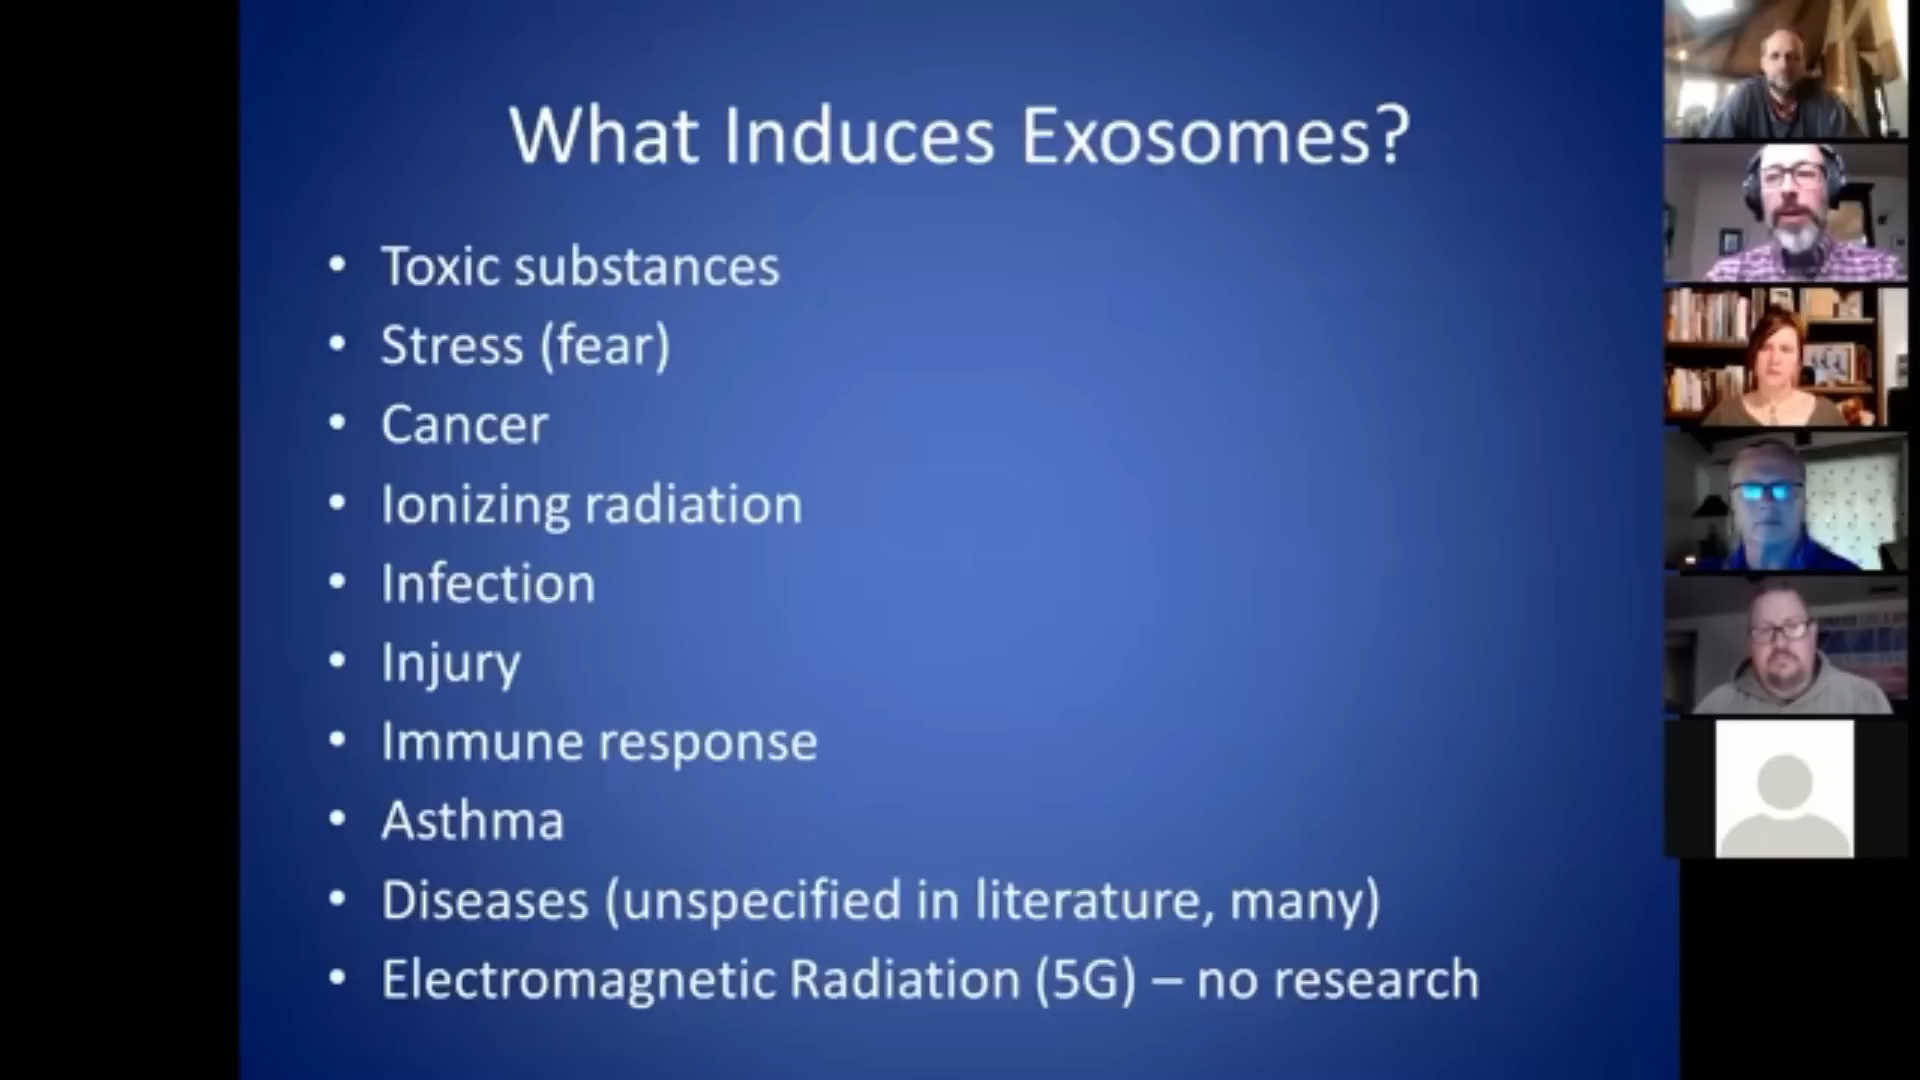 What Induces Exosomes?
• Toxic substances
• Stress (fear)
• Cancer
• Ionizing radiation
• Infection
• Injury
• Immune response
• Asthma
• Diseases (unspecified in literature, many)
• Electromagnetic Radiation (5G) – no research